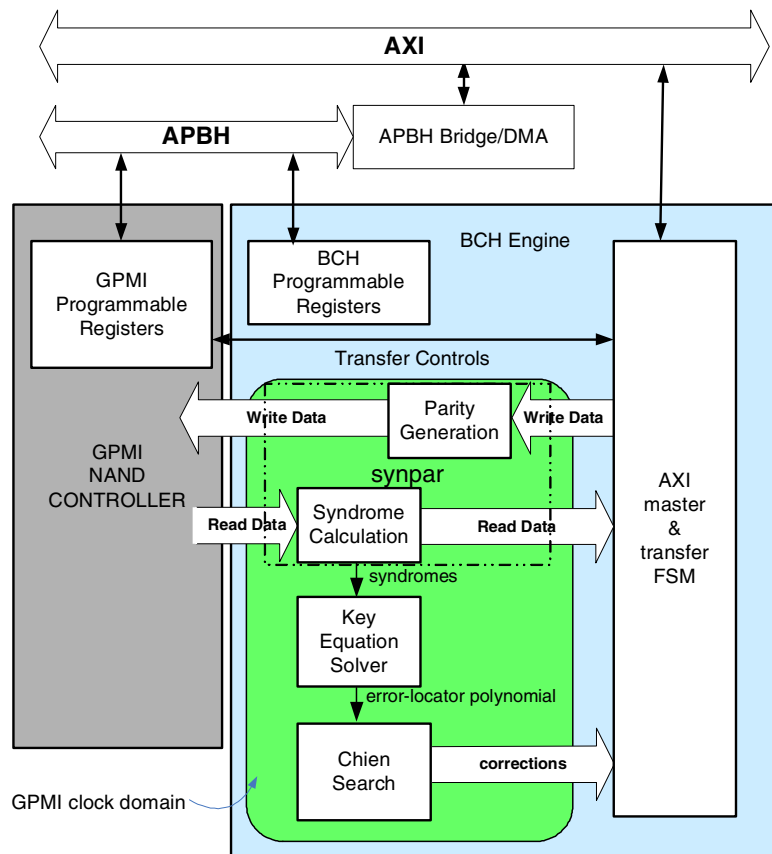 AXI
APBH
APBH Bridge/DMA
BCH Engine
GPMI
Programmable
Registers
BCH
Programmable
Registers
Transfer Controls
Write Data
Parity
Generation
Write Data
GPMI
NAND
CONTROLLER
synpar
Read Data
Syndrome
Calculation
Read Data
AXI
master
&
transfer
FSM
syndromes
Key
Equation
Solver
error-locator polynomial
Chien
Search
corrections
GPMI clock domain